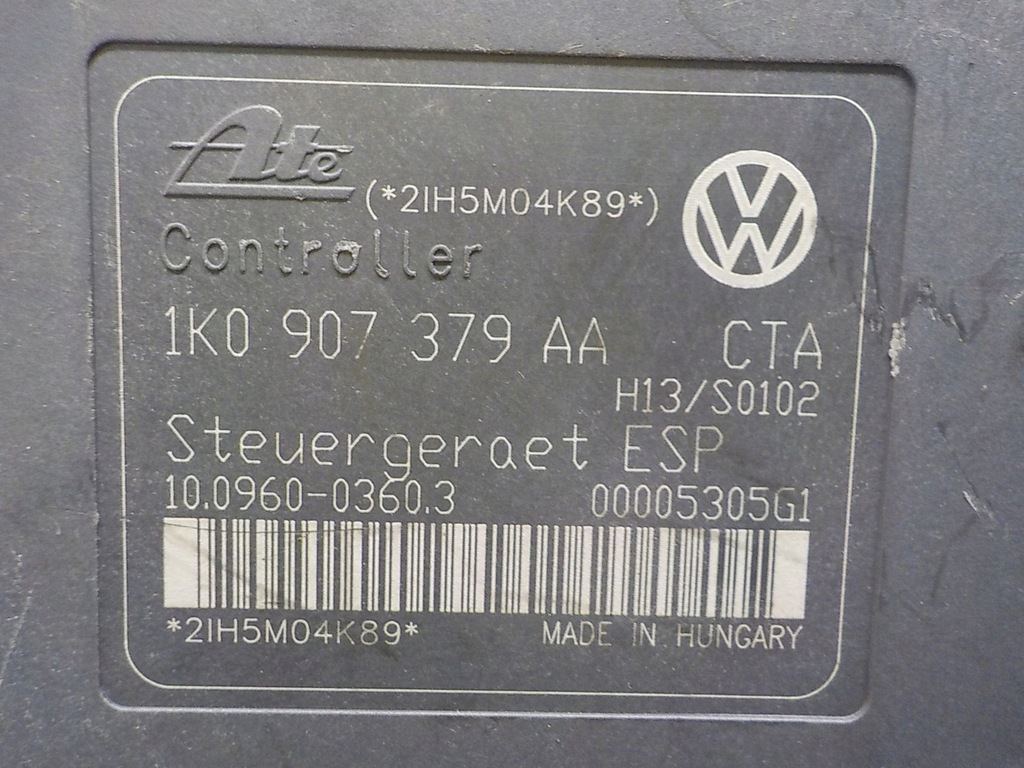 Ate (*2IH5M04K89*)
Controller
1K0 907 379 AA CTA
H13/S0102
Steuergeraet ESP
10.0960-0360.3 00005305G1
*2IH5M04K89* MADE IN HUNGARY